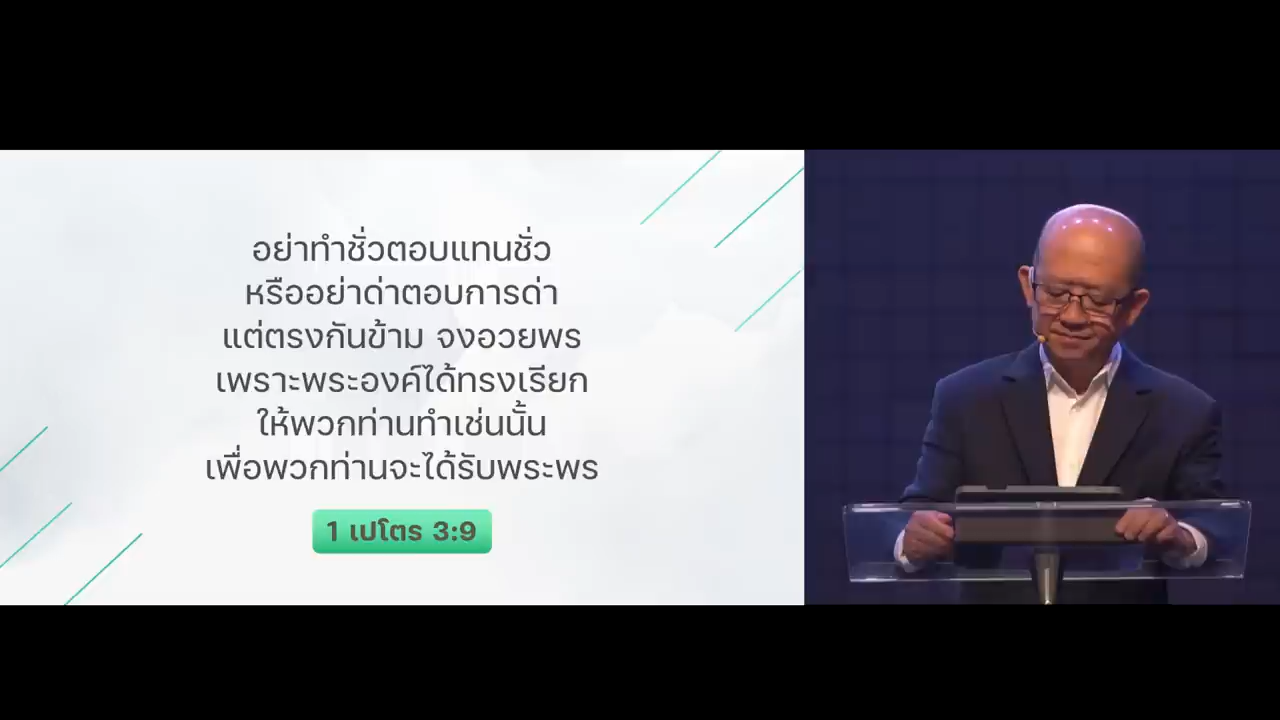 อย่าทำชั่วตอบแทนชั่ว
หรืออย่าด่าตอบการด่า
แต่ตรงกันข้าม จงอวยพร
เพราะพระองค์ได้ทรงเรียก
ให้พวกท่านทำเช่นนั้น
เพื่อพวกท่านจะได้รับพระพร
1 เปโตร 3:9